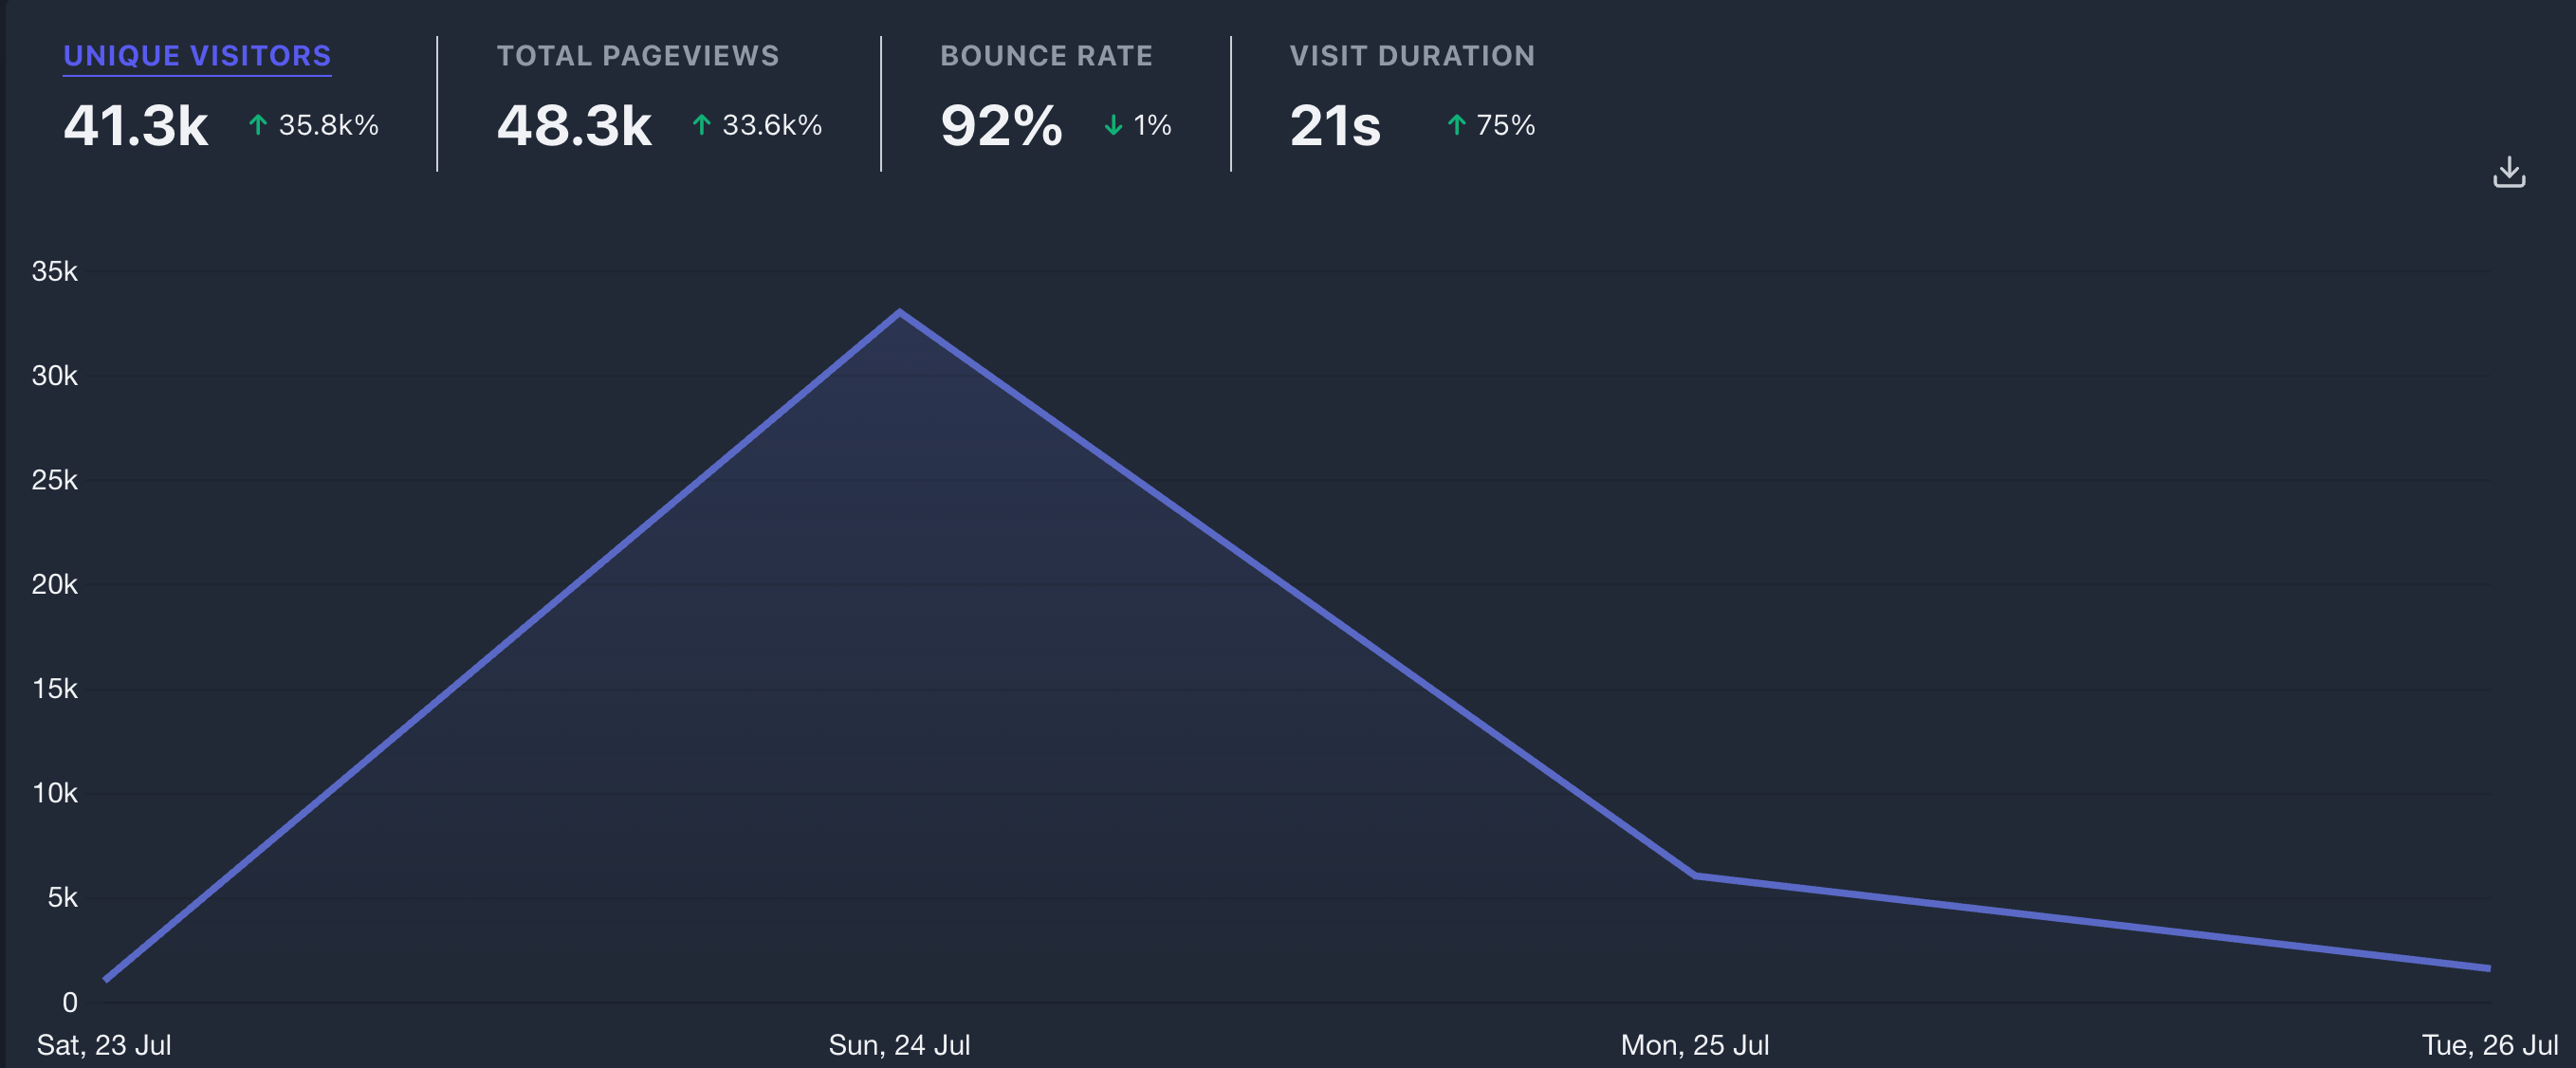 UNIQUE VISITORS
41.3k ↑ 35.8k%
TOTAL PAGEVIEWS
48.3k ↑ 33.6k%
BOUNCE RATE
92% ↓ 1%
VISIT DURATION
21s ↑ 75%
35k
30k
25k
20k
15k
10k
5k
0
Sat, 23 Jul
Sun, 24 Jul
Mon, 25 Jul
Tue, 26 Jul